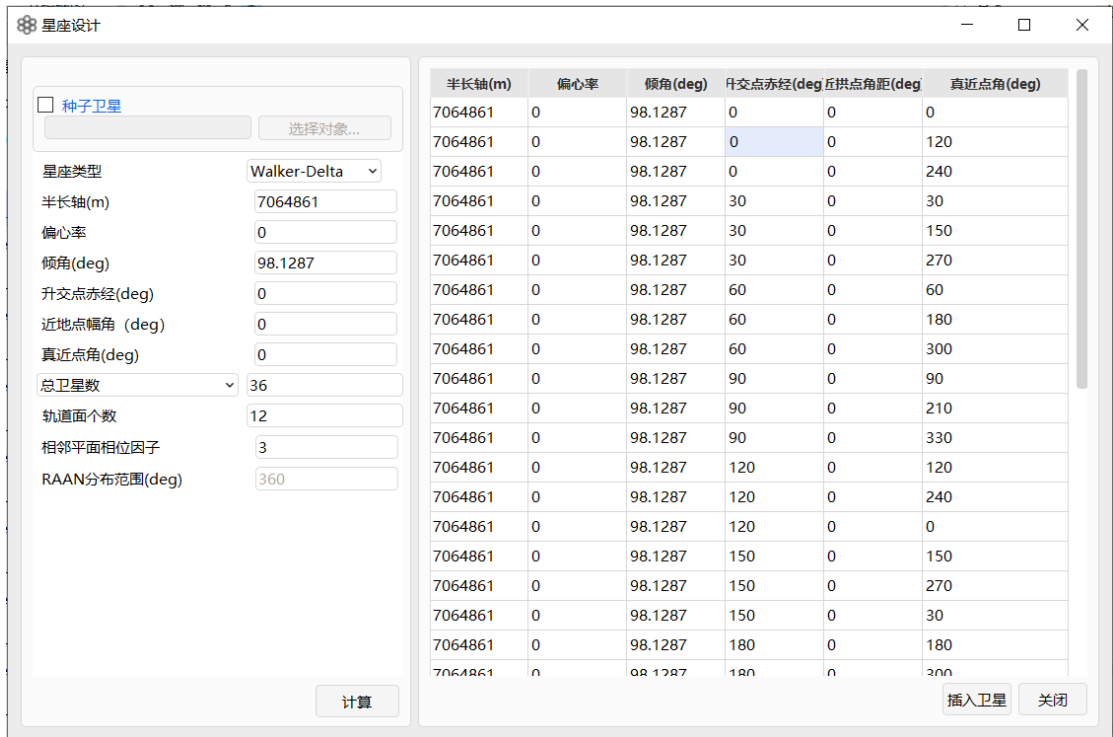 星座设计
种子卫星
选择对象...
星座类型 Walker-Delta
半长轴(m) 7064861
偏心率 0
倾角(deg) 98.1287
升交点赤经(deg) 0
近地点幅角（deg） 0
真近点角(deg) 0
总卫星数 36
轨道面个数 12
相邻平面相位因子 3
RAAN分布范围(deg) 360
计算
半长轴(m) 偏心率 倾角(deg) 升交点赤经(deg 近拱点角距(deg 真近点角(deg)
7064861 0 98.1287 0 0 0
7064861 0 98.1287 0 0 120
7064861 0 98.1287 0 0 240
7064861 0 98.1287 30 0 30
7064861 0 98.1287 30 0 150
7064861 0 98.1287 30 0 270
7064861 0 98.1287 60 0 60
7064861 0 98.1287 60 0 180
7064861 0 98.1287 60 0 300
7064861 0 98.1287 90 0 90
7064861 0 98.1287 90 0 210
7064861 0 98.1287 90 0 330
7064861 0 98.1287 120 0 120
7064861 0 98.1287 120 0 240
7064861 0 98.1287 120 0 0
7064861 0 98.1287 150 0 150
7064861 0 98.1287 150 0 270
7064861 0 98.1287 150 0 30
7064861 0 98.1287 180 0 180
7064861 0 98.1287 180 0 300
插入卫星 关闭